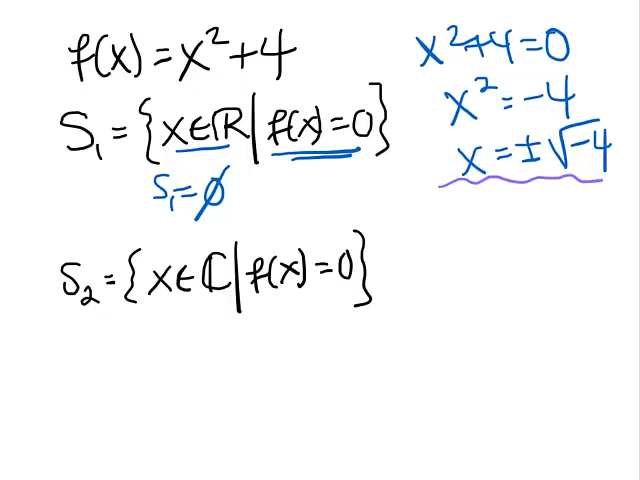 f(x) = x² + 4
S₁ = {x ∈ ℝ | f(x) = 0}
S₁ = ∅
S₂ = {x ∈ ℂ | f(x) = 0}
x² + 4 = 0
x² = -4
x = ± √-4